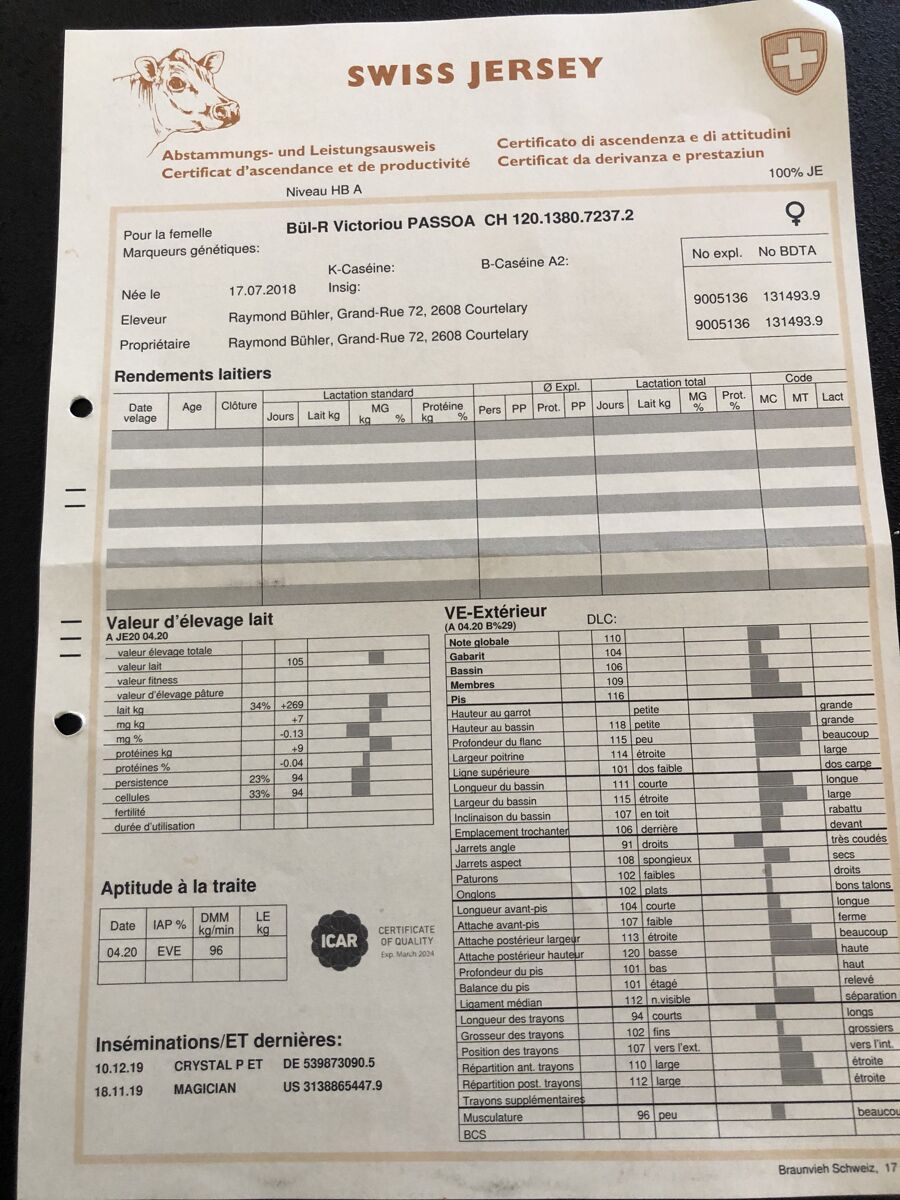 SWISS JERSEY
Abstammungs- und Leistungsausweis
Certificat d'ascendance et de productivité
Certificato di ascendenza e di attitudini
Certificat da derivanza e prestaziun
Niveau HB A
100% JE
Pour la femelle Bül-R Victoriou PASSOA CH 120.1380.7237.2 ♀
Marqueurs génétiques:
K-Caséine: B-Caséine A2:
No expl. No BDTA
Née le 17.07.2018 Insig:
Eleveur Raymond Bühler, Grand-Rue 72, 2608 Courtelary 9005136 131493.9
Propriétaire Raymond Bühler, Grand-Rue 72, 2608 Courtelary 9005136 131493.9
Rendements laitiers
Lactation standard Ø Expl. Lactation total Code
Date velage Age Clôture Jours Lait kg MG kg % Protéine kg % Pers PP Prot. PP Jours Lait kg MG % Prot. % MC MT Lact
Valeur d'élevage lait
A JE20 04.20
valeur élevage totale
valeur lait 105
valeur fitness
valeur d'élevage pâture
lait kg 34% +269
mg kg +7
mg % -0.13
protéines kg +9
protéines % -0.04
persistence 23% 94
cellules 33% 94
fertilité
durée d'utilisation
Aptitude à la traite
Date IAP % DMM kg/min LE kg
04.20 EVE 96
ICAR
CERTIFICATE
OF QUALITY
Exp. March 2024
Inséminations/ET dernières:
10.12.19 CRYSTAL P ET DE 539873090.5
18.11.19 MAGICIAN US 3138865447.9
VE-Extérieur
(A 04.20 B%29) DLC:
Note globale 110
Gabarit 104
Bassin 106
Membres 109
Pis 116
Hauteur au garrot petite grande
Hauteur au bassin 118 petite grande
Profondeur du flanc 115 peu beaucoup
Largeur poitrine 114 étroite large
Ligne supérieure 101 dos faible dos carpe
Longueur du bassin 111 courte longue
Largeur du bassin 115 étroite large
Inclinaison du bassin 107 en toit rabattu
Emplacement trochanter 106 derrière devant
Jarrets angle 91 droits très coudés
Jarrets aspect 108 spongieux secs
Paturons 102 faibles droits
Onglons 102 plats bons talons
Longueur avant-pis 104 courte longue
Attache avant-pis 107 faible ferme
Attache postérieur largeur 113 étroite beaucoup
Attache postérieur hauteur 120 basse haute
Profondeur du pis 101 bas haut
Balance du pis 101 étagé relevé
Ligament médian 112 n.visible séparation
Longueur des trayons 94 courts longs
Grosseur des trayons 102 fins grossiers
Position des trayons 107 vers l'ext. vers l'int.
Répartition ant. trayons 110 large étroite
Répartition post. trayons 112 large étroite
Trayons supplémentaires
Musculature 96 peu beaucou
BCS
Braunvieh Schweiz, 17